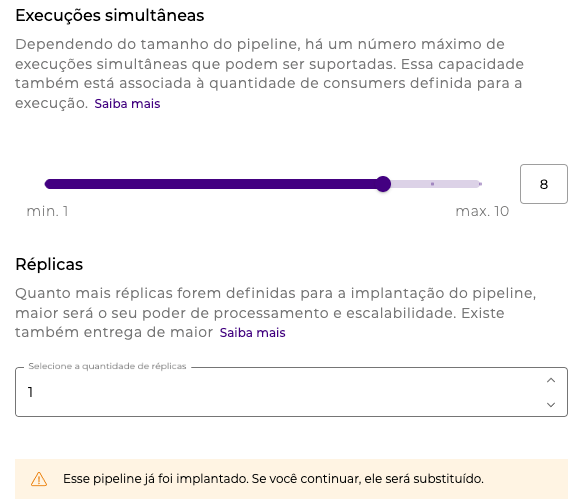 Execuções simultâneas
Dependendo do tamanho do pipeline, há um número máximo de
execuções simultâneas que podem ser suportadas. Essa capacidade
também está associada à quantidade de consumers definida para a
execução. Saiba mais
8
min. 1
max. 10
Réplicas
Quanto mais réplicas forem definidas para a implantação do pipeline,
maior será o seu poder de processamento e escalabilidade. Existe
também entrega de maior Saiba mais
Selecione a quantidade de réplicas
1
Esse pipeline já foi implantado. Se você continuar, ele será substituído.